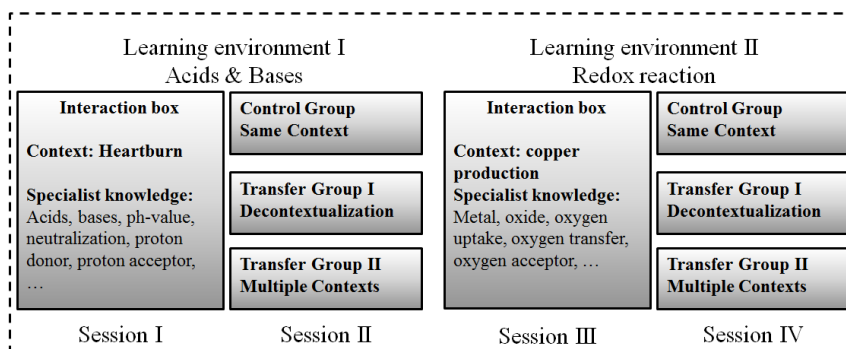 Learning environment I
Acids & Bases
Interaction box
Context: Heartburn
Specialist knowledge:
Acids, bases, ph-value,
neutralization, proton
donor, proton acceptor,
…
Session I
Control Group
Same Context
Transfer Group I
Decontextualization
Transfer Group II
Multiple Contexts
Session II
Learning environment II
Redox reaction
Interaction box
Context: copper
production
Specialist knowledge:
Metal, oxide, oxygen
uptake, oxygen transfer,
oxygen acceptor, …
Session III
Control Group
Same Context
Transfer Group I
Decontextualization
Transfer Group II
Multiple Contexts
Session IV